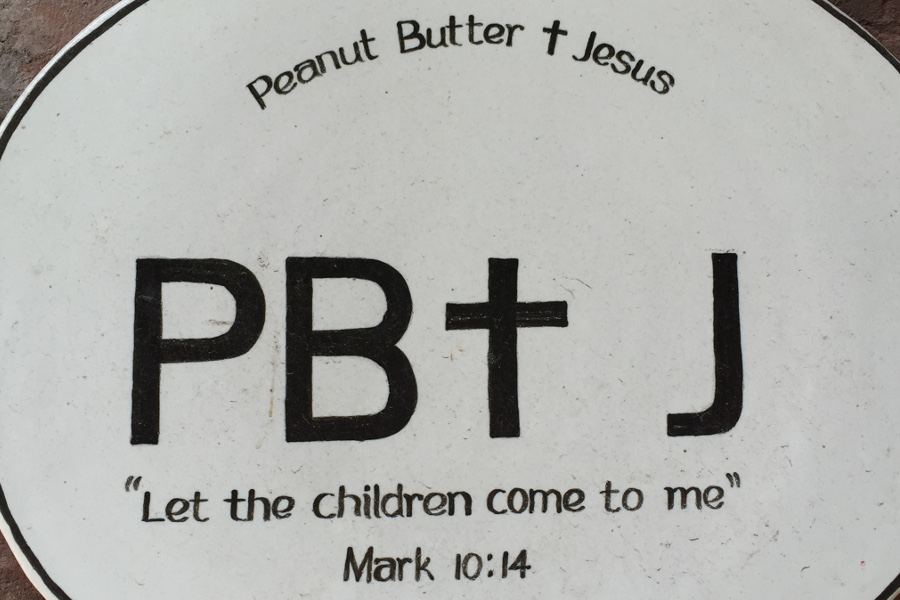 Peanut Butter ✝ Jesus
PB✝J
"Let the children come to me"
Mark 10:14